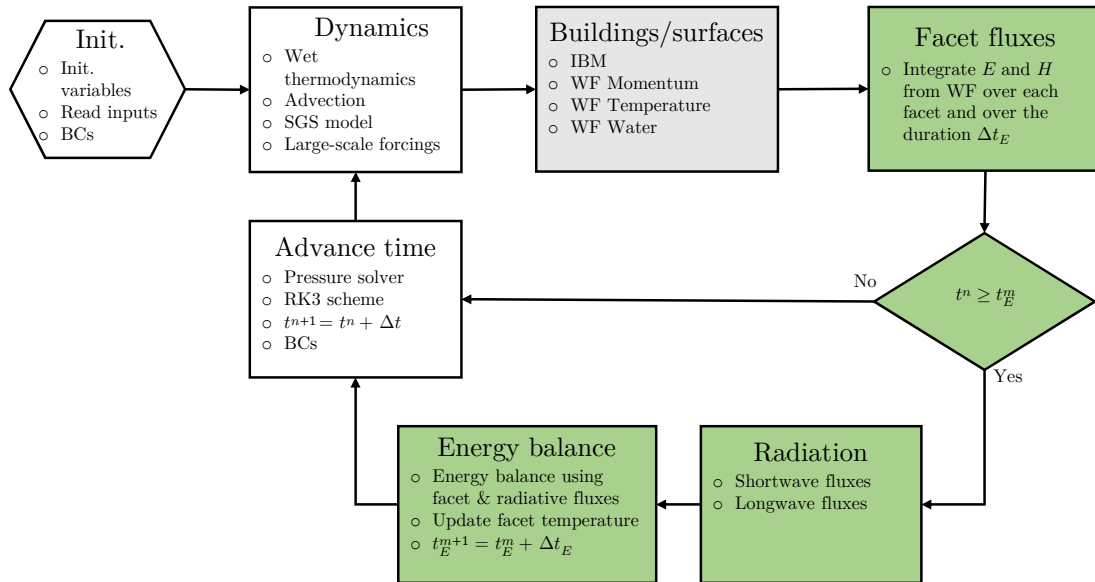 Init.
○ Init.
variables
○ Read inputs
○ BCs
Dynamics
○ Wet
thermodynamics
○ Advection
○ SGS model
○ Large-scale forcings
Buildings/surfaces
○ IBM
○ WF Momentum
○ WF Temperature
○ WF Water
Facet fluxes
○ Integrate E and H
from WF over each
facet and over the
duration Δt_E
Advance time
○ Pressure solver
○ RK3 scheme
○ t^{n+1} = t^n + Δt
○ BCs
No
t^n ≥ t_E^m
Yes
Energy balance
○ Energy balance using
facet & radiative fluxes
○ Update facet temperature
○ t_E^{m+1} = t_E^m + Δt_E
Radiation
○ Shortwave fluxes
○ Longwave fluxes